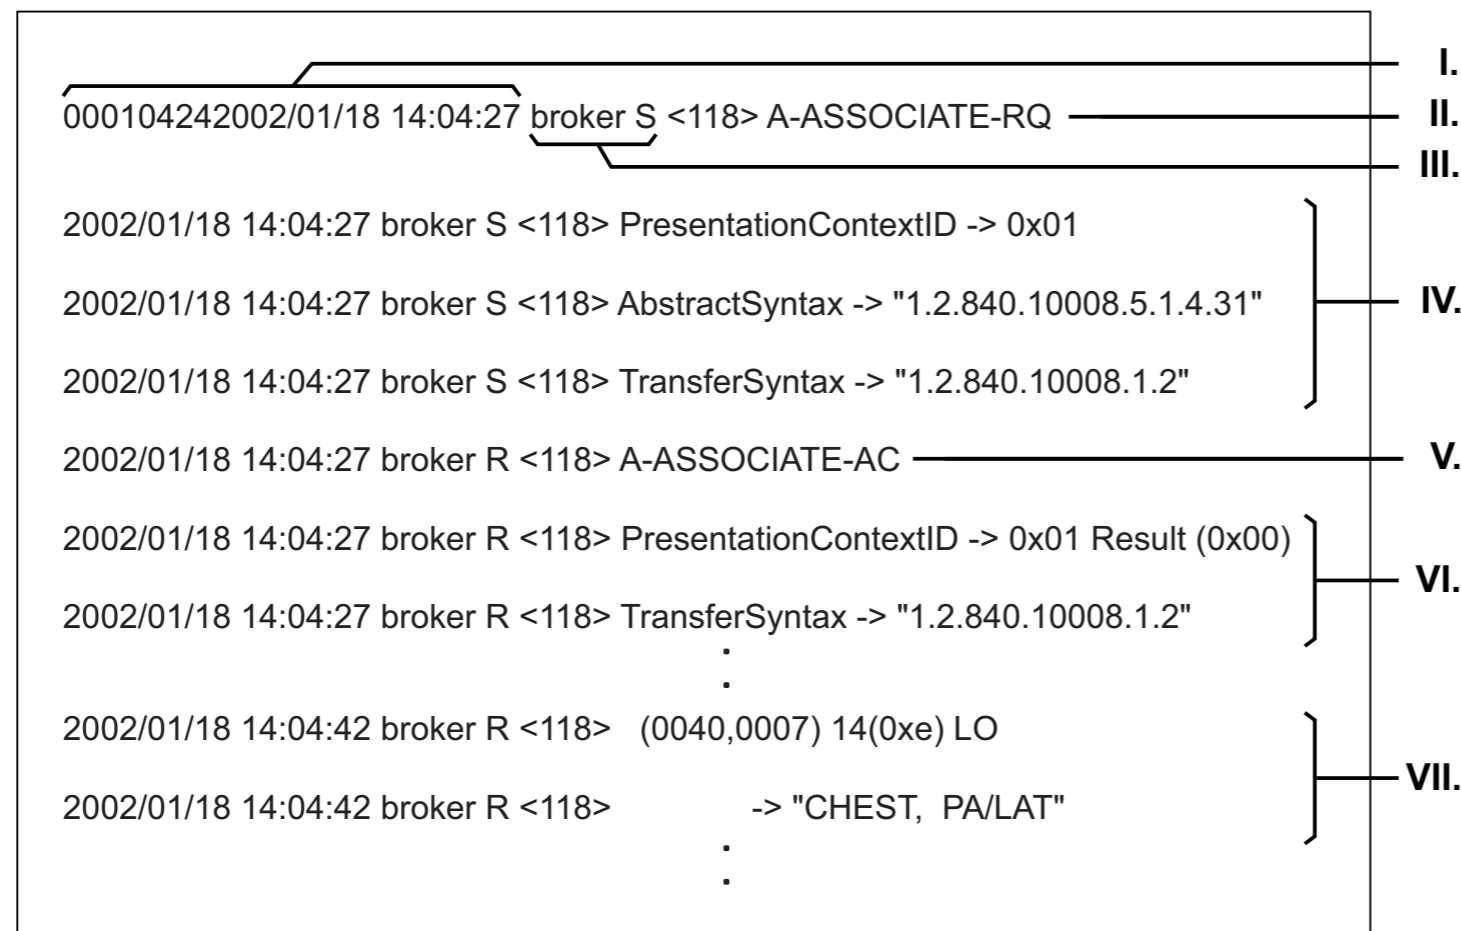 I.
000104242002/01/18 14:04:27 broker S <118> A-ASSOCIATE-RQ II.
III.
2002/01/18 14:04:27 broker S <118> PresentationContextID -> 0x01
2002/01/18 14:04:27 broker S <118> AbstractSyntax -> "1.2.840.10008.5.1.4.31" IV.
2002/01/18 14:04:27 broker S <118> TransferSyntax -> "1.2.840.10008.1.2"
2002/01/18 14:04:27 broker R <118> A-ASSOCIATE-AC V.
2002/01/18 14:04:27 broker R <118> PresentationContextID -> 0x01 Result (0x00)
VI.
2002/01/18 14:04:27 broker R <118> TransferSyntax -> "1.2.840.10008.1.2"
.
.
2002/01/18 14:04:42 broker R <118> (0040,0007) 14(0xe) LO
VII.
2002/01/18 14:04:42 broker R <118> -> "CHEST, PA/LAT"
.
.